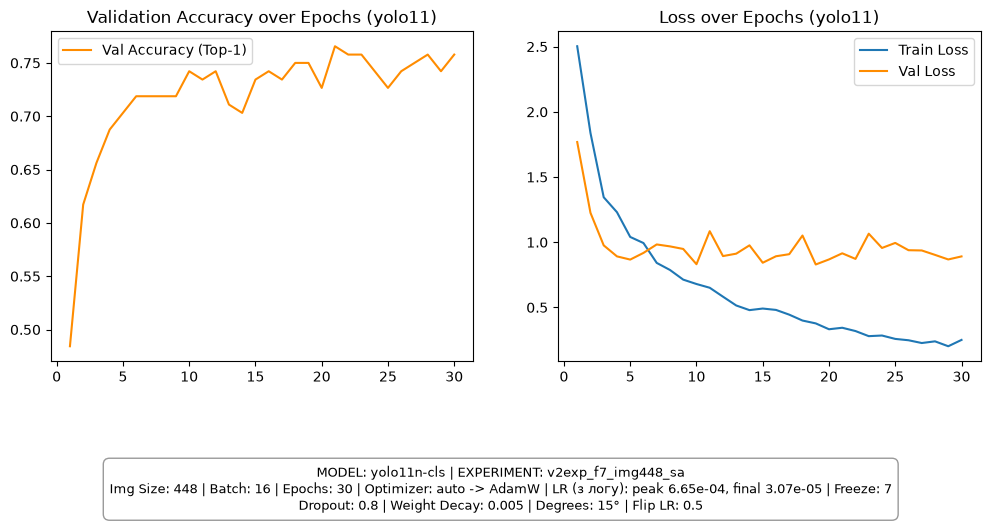 Validation Accuracy over Epochs (yolo11)
Val Accuracy (Top-1)
0.75
0.70
0.65
0.60
0.55
0.50
0 5 10 15 20 25 30
Loss over Epochs (yolo11)
Train Loss
Val Loss
2.5
2.0
1.5
1.0
0.5
0 5 10 15 20 25 30
MODEL: yolo11n-cls | EXPERIMENT: v2exp_f7_img448_sa
Img Size: 448 | Batch: 16 | Epochs: 30 | Optimizer: auto -> AdamW | LR (з логу): peak 6.65e-04, final 3.07e-05 | Freeze: 7
Dropout: 0.8 | Weight Decay: 0.005 | Degrees: 15° | Flip LR: 0.5